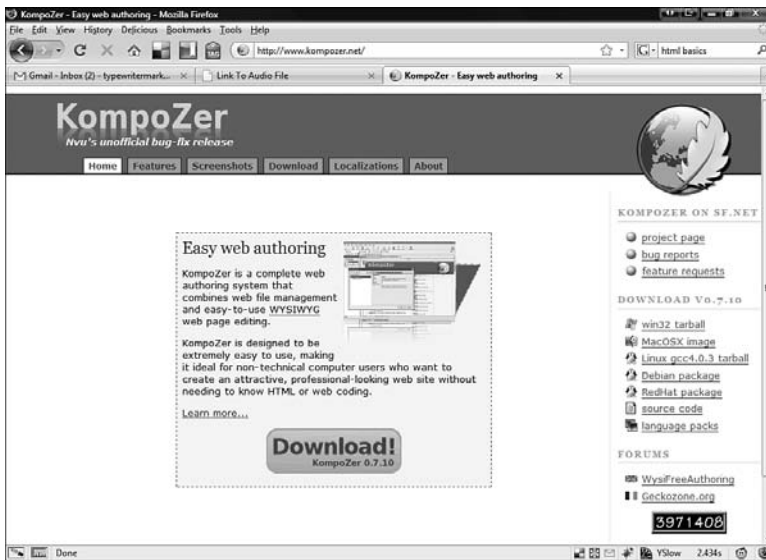 KompoZer - Easy web authoring - Mozilla Firefox
File Edit View History Delicious Bookmarks Tools Help
TAG
http://www.kompozer.net/
G
html basics
Gmail - Inbox (2) - typewritermark...
Link To Audio File
KompoZer - Easy web authoring
KompoZer
Nvu's unofficial bug-fix release
Home Features Screenshots Download Localizations About
Easy web authoring
KompoZer is a complete web
authoring system that
combines web file management
and easy-to-use WYSIWYG
web page editing.
KompoZer is designed to be
extremely easy to use, making
it ideal for non-technical computer users who want to
create an attractive, professional-looking web site without
needing to know HTML or web coding.
Learn more...
Download!
KompoZer 0.7.10
KOMPOZER ON SF.NET
project page
bug reports
feature requests
DOWNLOAD V0.7.10
win32 tarball
MacOSX image
Linux gcc4.0.3 tarball
Debian package
RedHat package
source code
language packs
FORUMS
WysiFreeAuthoring
Geckozone.org
3971408
Done
YSlow 2.434s